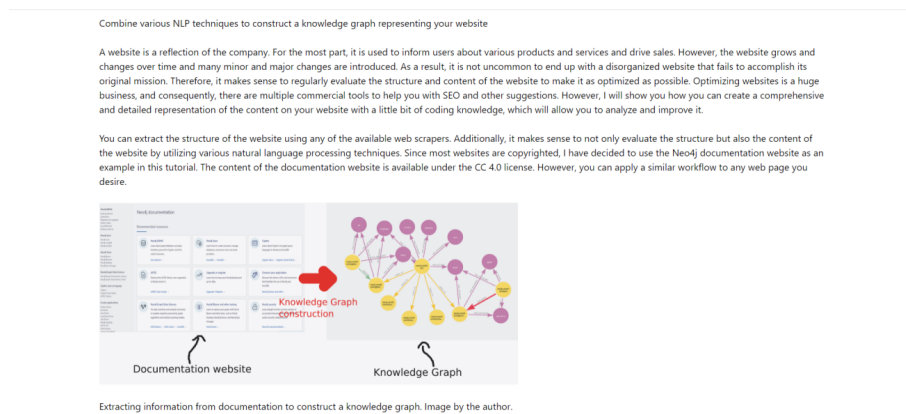 Combine various NLP techniques to construct a knowledge graph representing your website
A website is a reflection of the company. For the most part, it is used to inform users about various products and services and drive sales. However, the website grows and
changes over time and many minor and major changes are introduced. As a result, it is not uncommon to end up with a disorganized website that fails to accomplish its
original mission. Therefore, it makes sense to regularly evaluate the structure and content of the website to make it as optimized as possible. Optimizing websites is a huge
business, and consequently, there are multiple commercial tools to help you with SEO and other suggestions. However, I will show you how you can create a comprehensive
and detailed representation of the content on your website with a little bit of coding knowledge, which will allow you to analyze and improve it.
You can extract the structure of the website using any of the available web scrapers. Additionally, it makes sense to not only evaluate the structure but also the content of
the website by utilizing various natural language processing techniques. Since most websites are copyrighted, I have decided to use the Neo4j documentation website as an
example in this tutorial. The content of the documentation website is available under the CC 4.0 license. However, you can apply a similar workflow to any web page you
desire.
Neo4j documentation
Knowledge Graph
construction
Documentation website
Knowledge Graph
Extracting information from documentation to construct a knowledge graph. Image by the author.